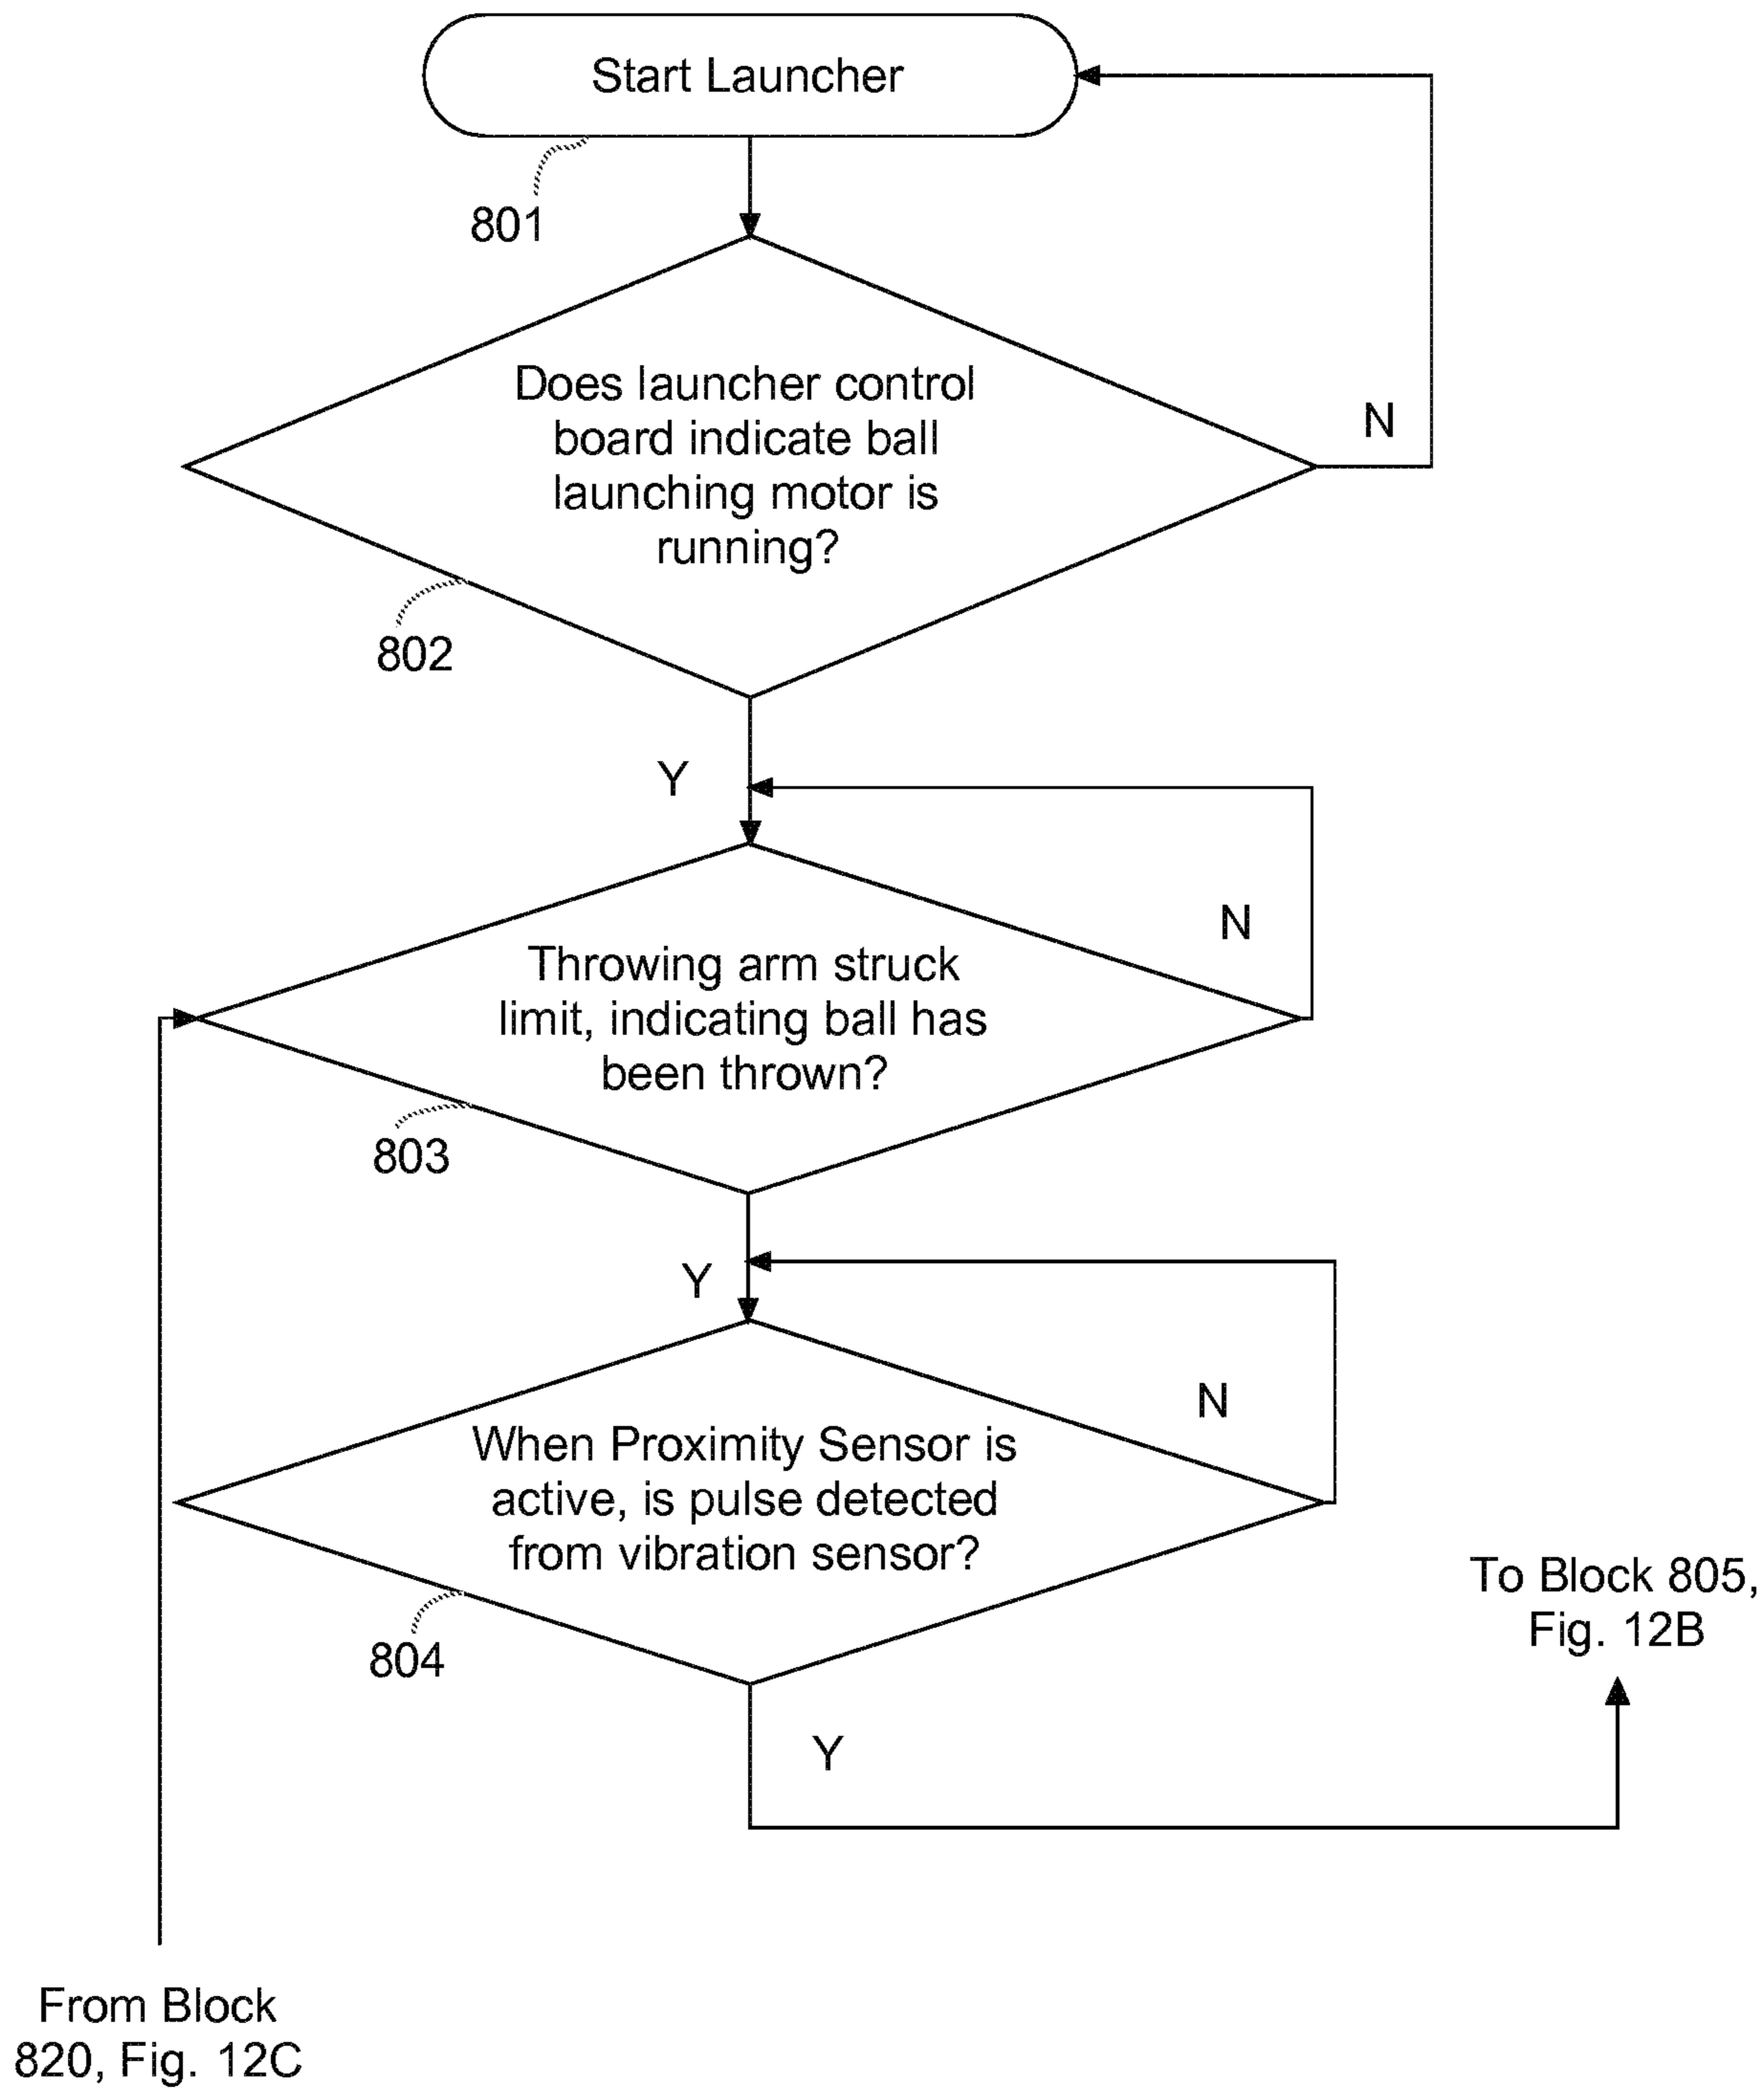 Start Launcher
801
Does launcher control
board indicate ball
launching motor is
running?
N
802
Y
N
Throwing arm struck
limit, indicating ball has
been thrown?
803
Y
N
When Proximity Sensor is
active, is pulse detected
from vibration sensor?
804
To Block 805,
Fig. 12B
Y
From Block
820, Fig. 12C